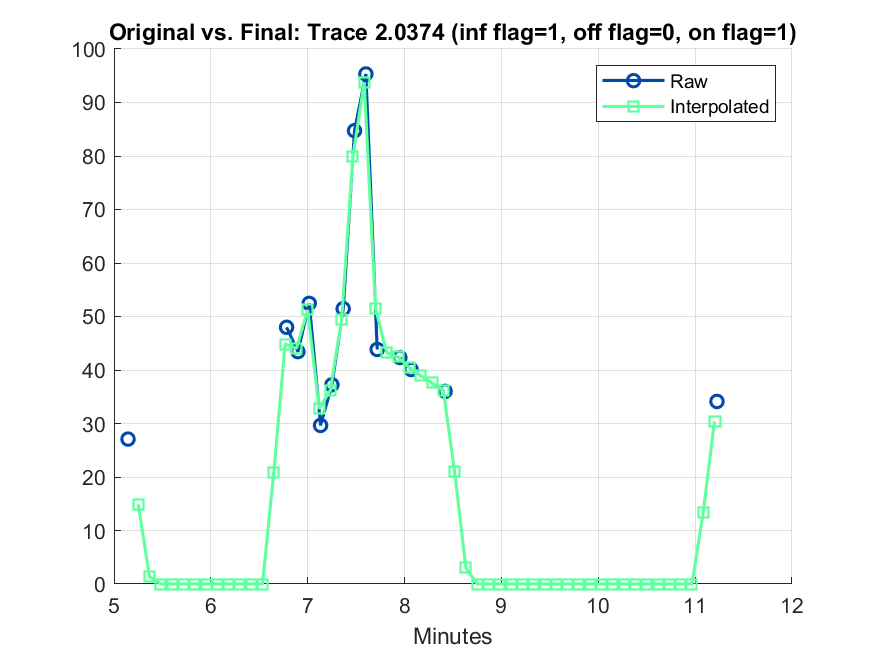 Original vs. Final: Trace 2.0374 (inf flag=1, off flag=0, on flag=1)
100
90
80
70
60
50
40
30
20
10
0
Raw
Interpolated
5 6 7 8 9 10 11 12
Minutes